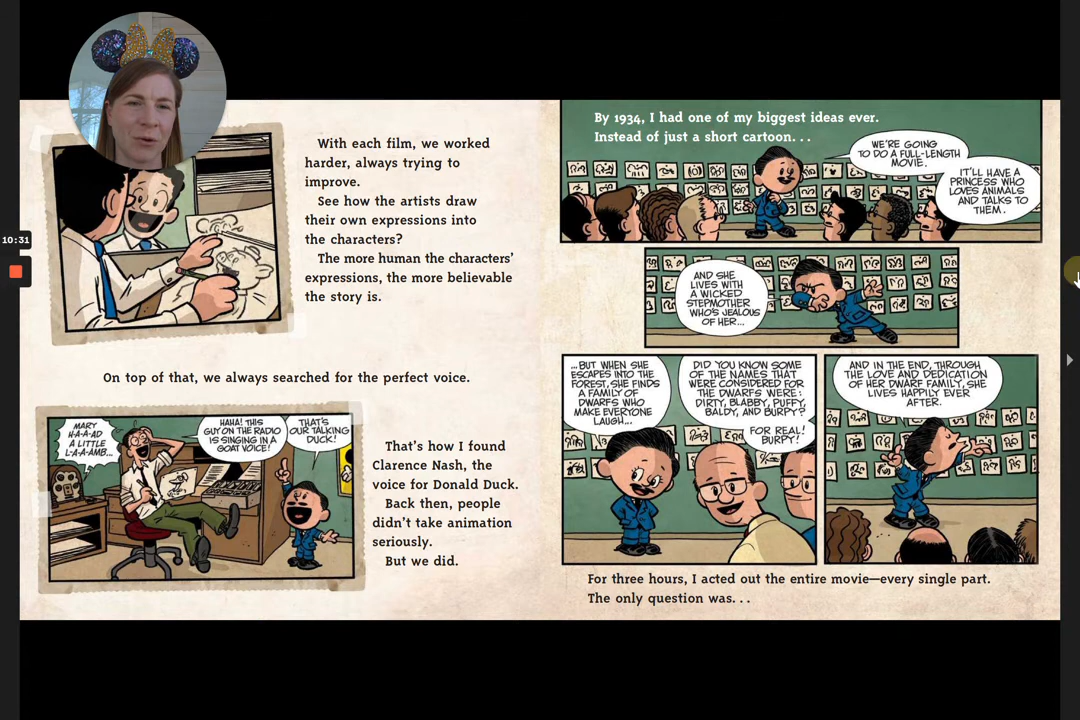 10:31
With each film, we worked
harder, always trying to
improve.
See how the artists draw
their own expressions into
the characters?
The more human the characters'
expressions, the more believable
the story is.
On top of that, we always searched for the perfect voice.
MARY
H-A-A-AD
A LITTLE
L-A-A-AMB...
HAHA! THIS
GUY ON THE RADIO
IS SINGING IN A
GOAT VOICE!
THAT'S
OUR TALKING
DUCK!
That's how I found
Clarence Nash, the
voice for Donald Duck.
Back then, people
didn't take animation
seriously.
But we did.
By 1934, I had one of my biggest ideas ever.
Instead of just a short cartoon...
WE'RE GOING
TO DO A FULL-LENGTH
MOVIE.
IT'LL HAVE A
PRINCESS WHO
LOVES ANIMALS
AND TALKS TO
THEM.
AND SHE
LIVES WITH
A WICKED
STEPMOTHER
WHO'S JEALOUS
OF HER...
...BUT WHEN SHE
ESCAPES INTO THE
FOREST, SHE FINDS
A FAMILY OF
DWARFS WHO
MAKE EVERYONE
LAUGH...
DID YOU KNOW SOME
OF THE NAMES THAT
WERE CONSIDERED FOR
THE DWARFS WERE:
DIRTY, BLABBY, PUFFY,
BALDY, AND BURPY?
FOR REAL!
BURPY!
AND IN THE END, THROUGH
THE LOVE AND DEDICATION
OF HER DWARF FAMILY, SHE
LIVES HAPPILY EVER
AFTER.
For three hours, I acted out the entire movie—every single part.
The only question was...